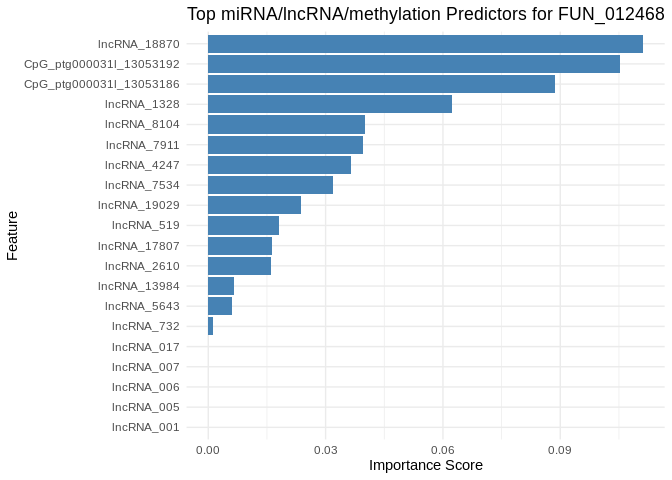 Top miRNA/lncRNA/methylation Predictors for FUN_012468
lncRNA_18870
CpG_ptg000031l_13053192
CpG_ptg000031l_13053186
lncRNA_1328
lncRNA_8104
lncRNA_7911
lncRNA_4247
lncRNA_7534
lncRNA_19029
lncRNA_519
lncRNA_17807
lncRNA_2610
lncRNA_13984
lncRNA_5643
lncRNA_732
lncRNA_017
lncRNA_007
lncRNA_006
lncRNA_005
lncRNA_001
Feature
0.00 0.03 0.06 0.09
Importance Score